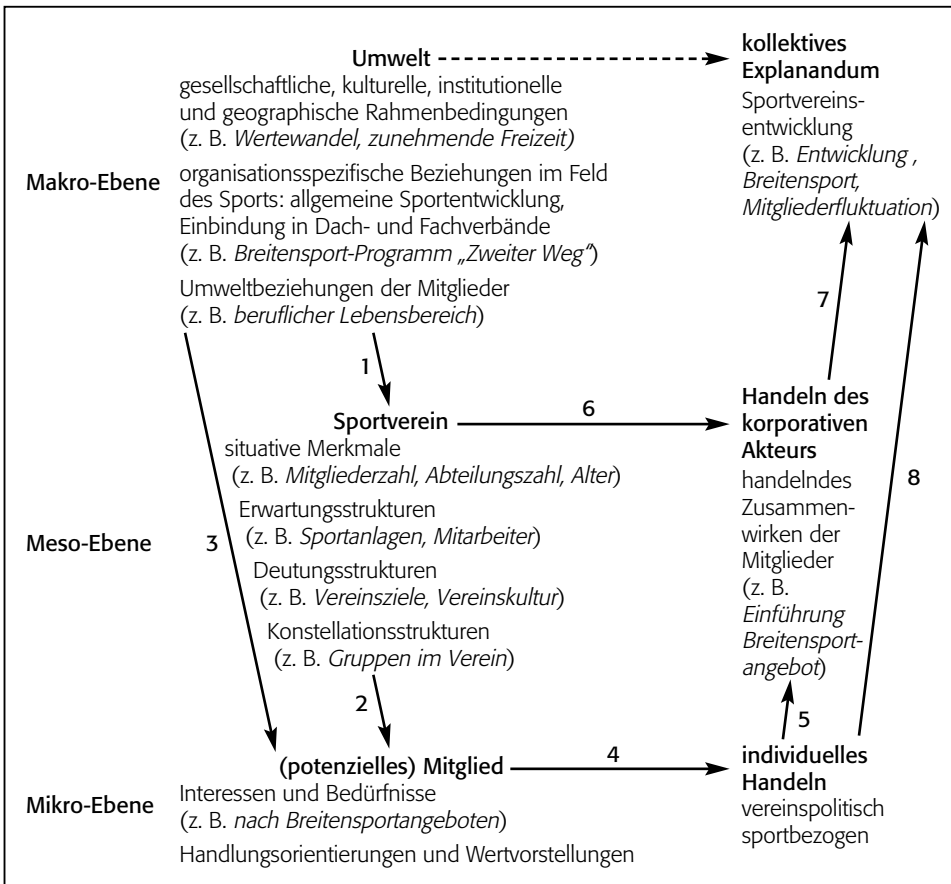 Umwelt
gesellschaftliche, kulturelle, institutionelle
und geographische Rahmenbedingungen
(z. B. Wertewandel, zunehmende Freizeit)
Makro-Ebene
organisationsspezifische Beziehungen im Feld
des Sports: allgemeine Sportentwicklung,
Einbindung in Dach- und Fachverbände
(z. B. Breitensport-Programm „Zweiter Weg“)
Umweltbeziehungen der Mitglieder
(z. B. beruflicher Lebensbereich)
kollektives
Explanandum
Sportvereins-
entwicklung
(z. B. Entwicklung ,
Breitensport,
Mitgliederfluktuation)
1
7
Sportverein
6
situative Merkmale
(z. B. Mitgliederzahl, Abteilungszahl, Alter)
Meso-Ebene
3
Erwartungsstrukturen
(z. B. Sportanlagen, Mitarbeiter)
Deutungsstrukturen
(z. B. Vereinsziele, Vereinskultur)
Konstellationsstrukturen
(z. B. Gruppen im Verein)
Handeln des
korporativen
Akteurs
handelndes
Zusammen-
wirken der
Mitglieder
(z. B.
Einführung
Breitensport-
angebot)
8
2
5
(potenzielles) Mitglied
4
Mikro-Ebene
Interessen und Bedürfnisse
(z. B. nach Breitensportangeboten)
Handlungsorientierungen und Wertvorstellungen
individuelles
Handeln
vereinspolitisch
sportbezogen